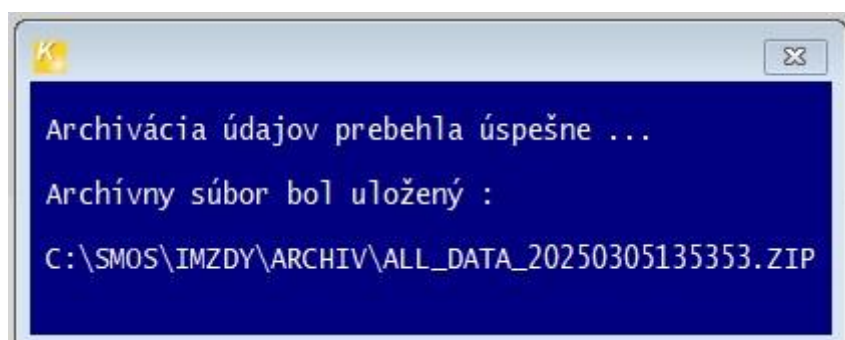 K
Archivácia údajov prebehla úspešne ...
Archívny súbor bol uložený :
C:\SMOS\IMZDY\ARCHIV\ALL_DATA_20250305135353.ZIP